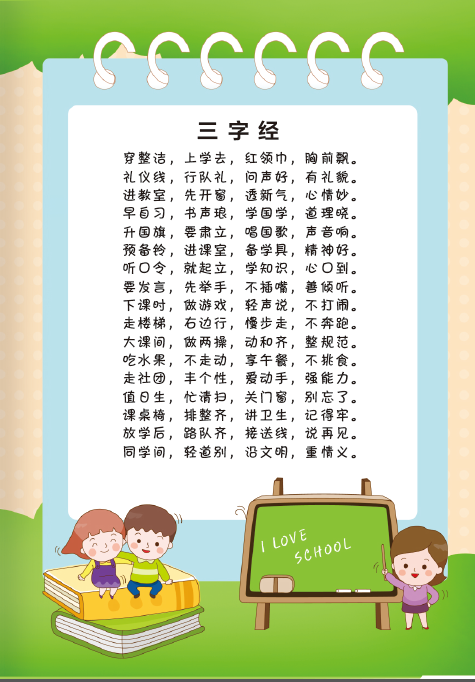 三字经
穿整洁，上学去，红领巾，胸前飘。
礼仪线，行队礼，问声好，有礼貌。
进教室，先开窗，透新气，心情妙。
早自习，书声琅，学国学，道理晓。
升国旗，要肃立，唱国歌，声音响。
预备铃，进课室，备学具，精神好。
听口令，就起立，学知识，心口到。
要发言，先举手，不插嘴，善倾听。
下课时，做游戏，轻声说，不打闹。
走楼梯，右边行，慢步走，不奔跑。
大课间，做两操，动和齐，整规范。
吃水果，不走动，享午餐，不挑食。
走社团，丰个性，爱动手，强能力。
值日生，忙清扫，关门窗，别忘了。
课桌椅，排整齐，讲卫生，记得牢。
放学后，路队齐，接送线，说再见。
同学间，轻道别，沿文明，重情义。
I LOVE
SCHOOL